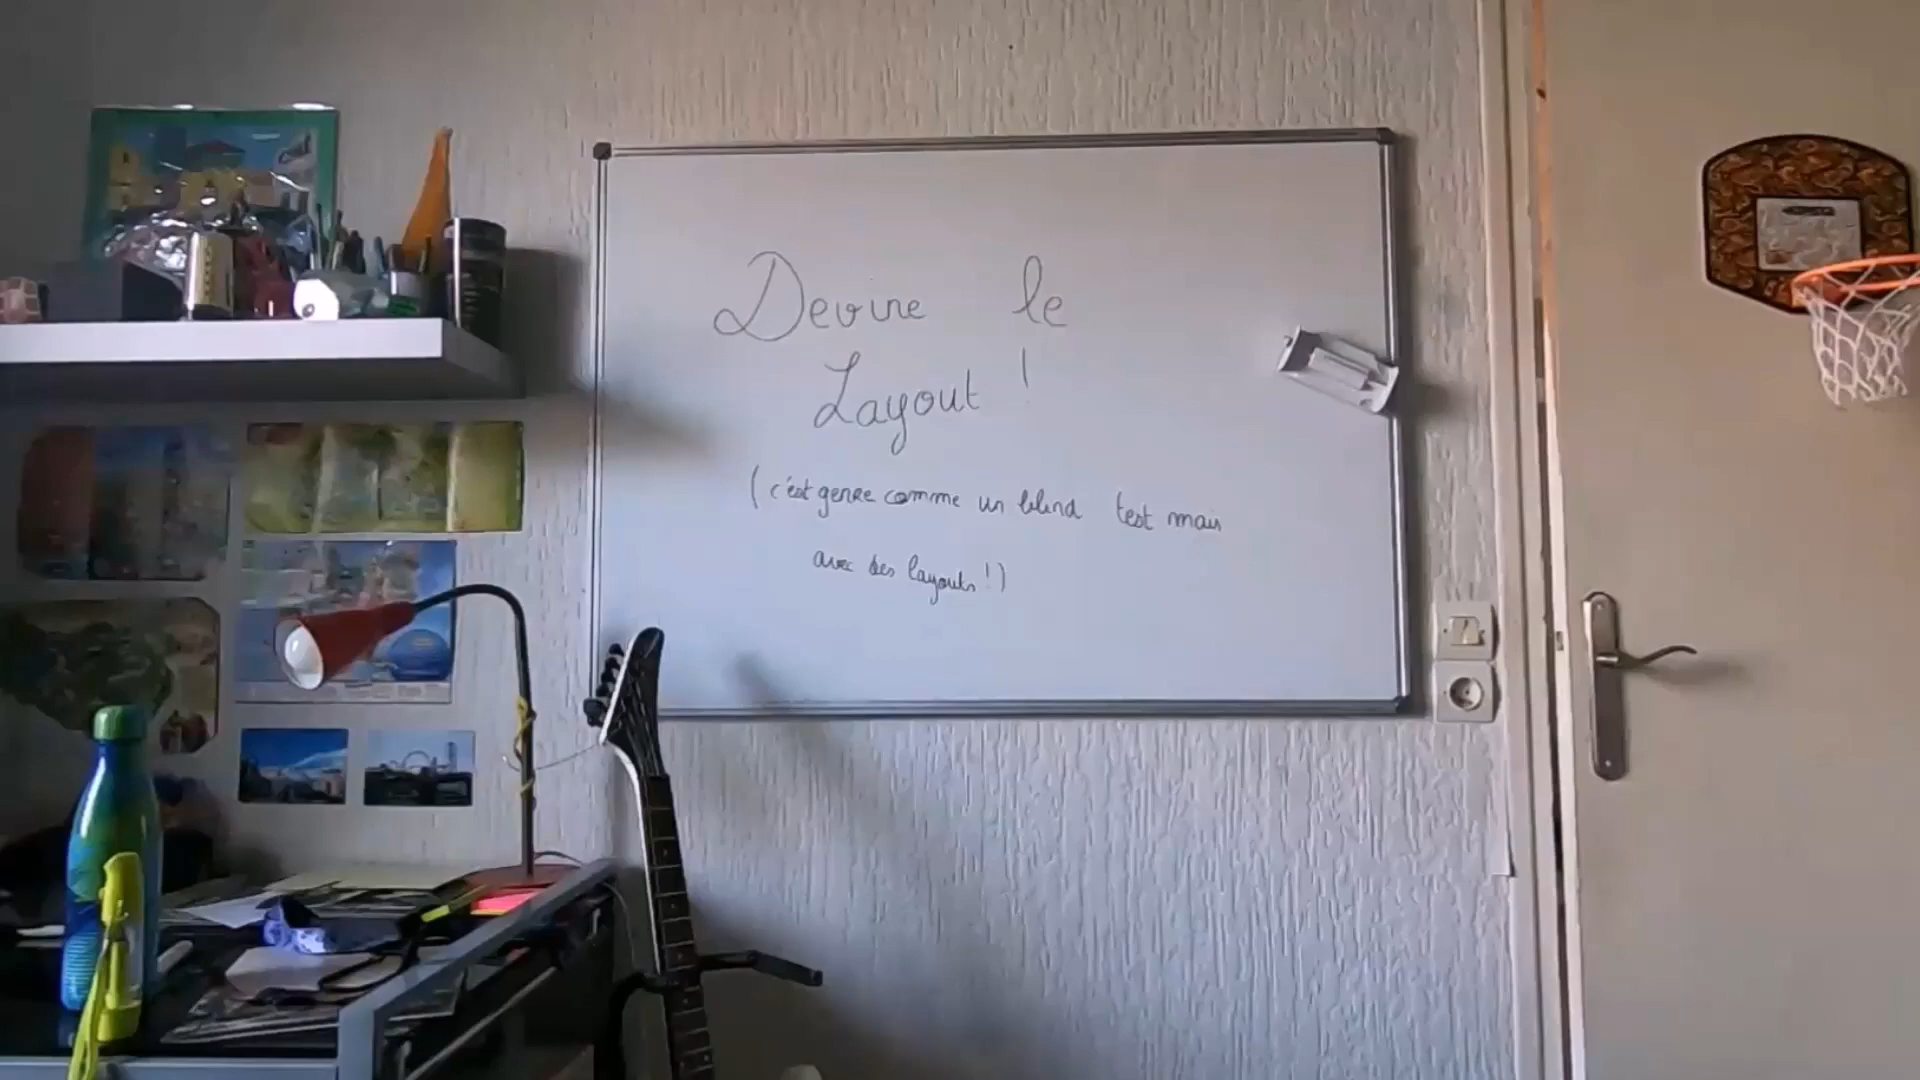 Devine le
Layout !
(c'est genre comme un blind test mais
avec des layouts !)